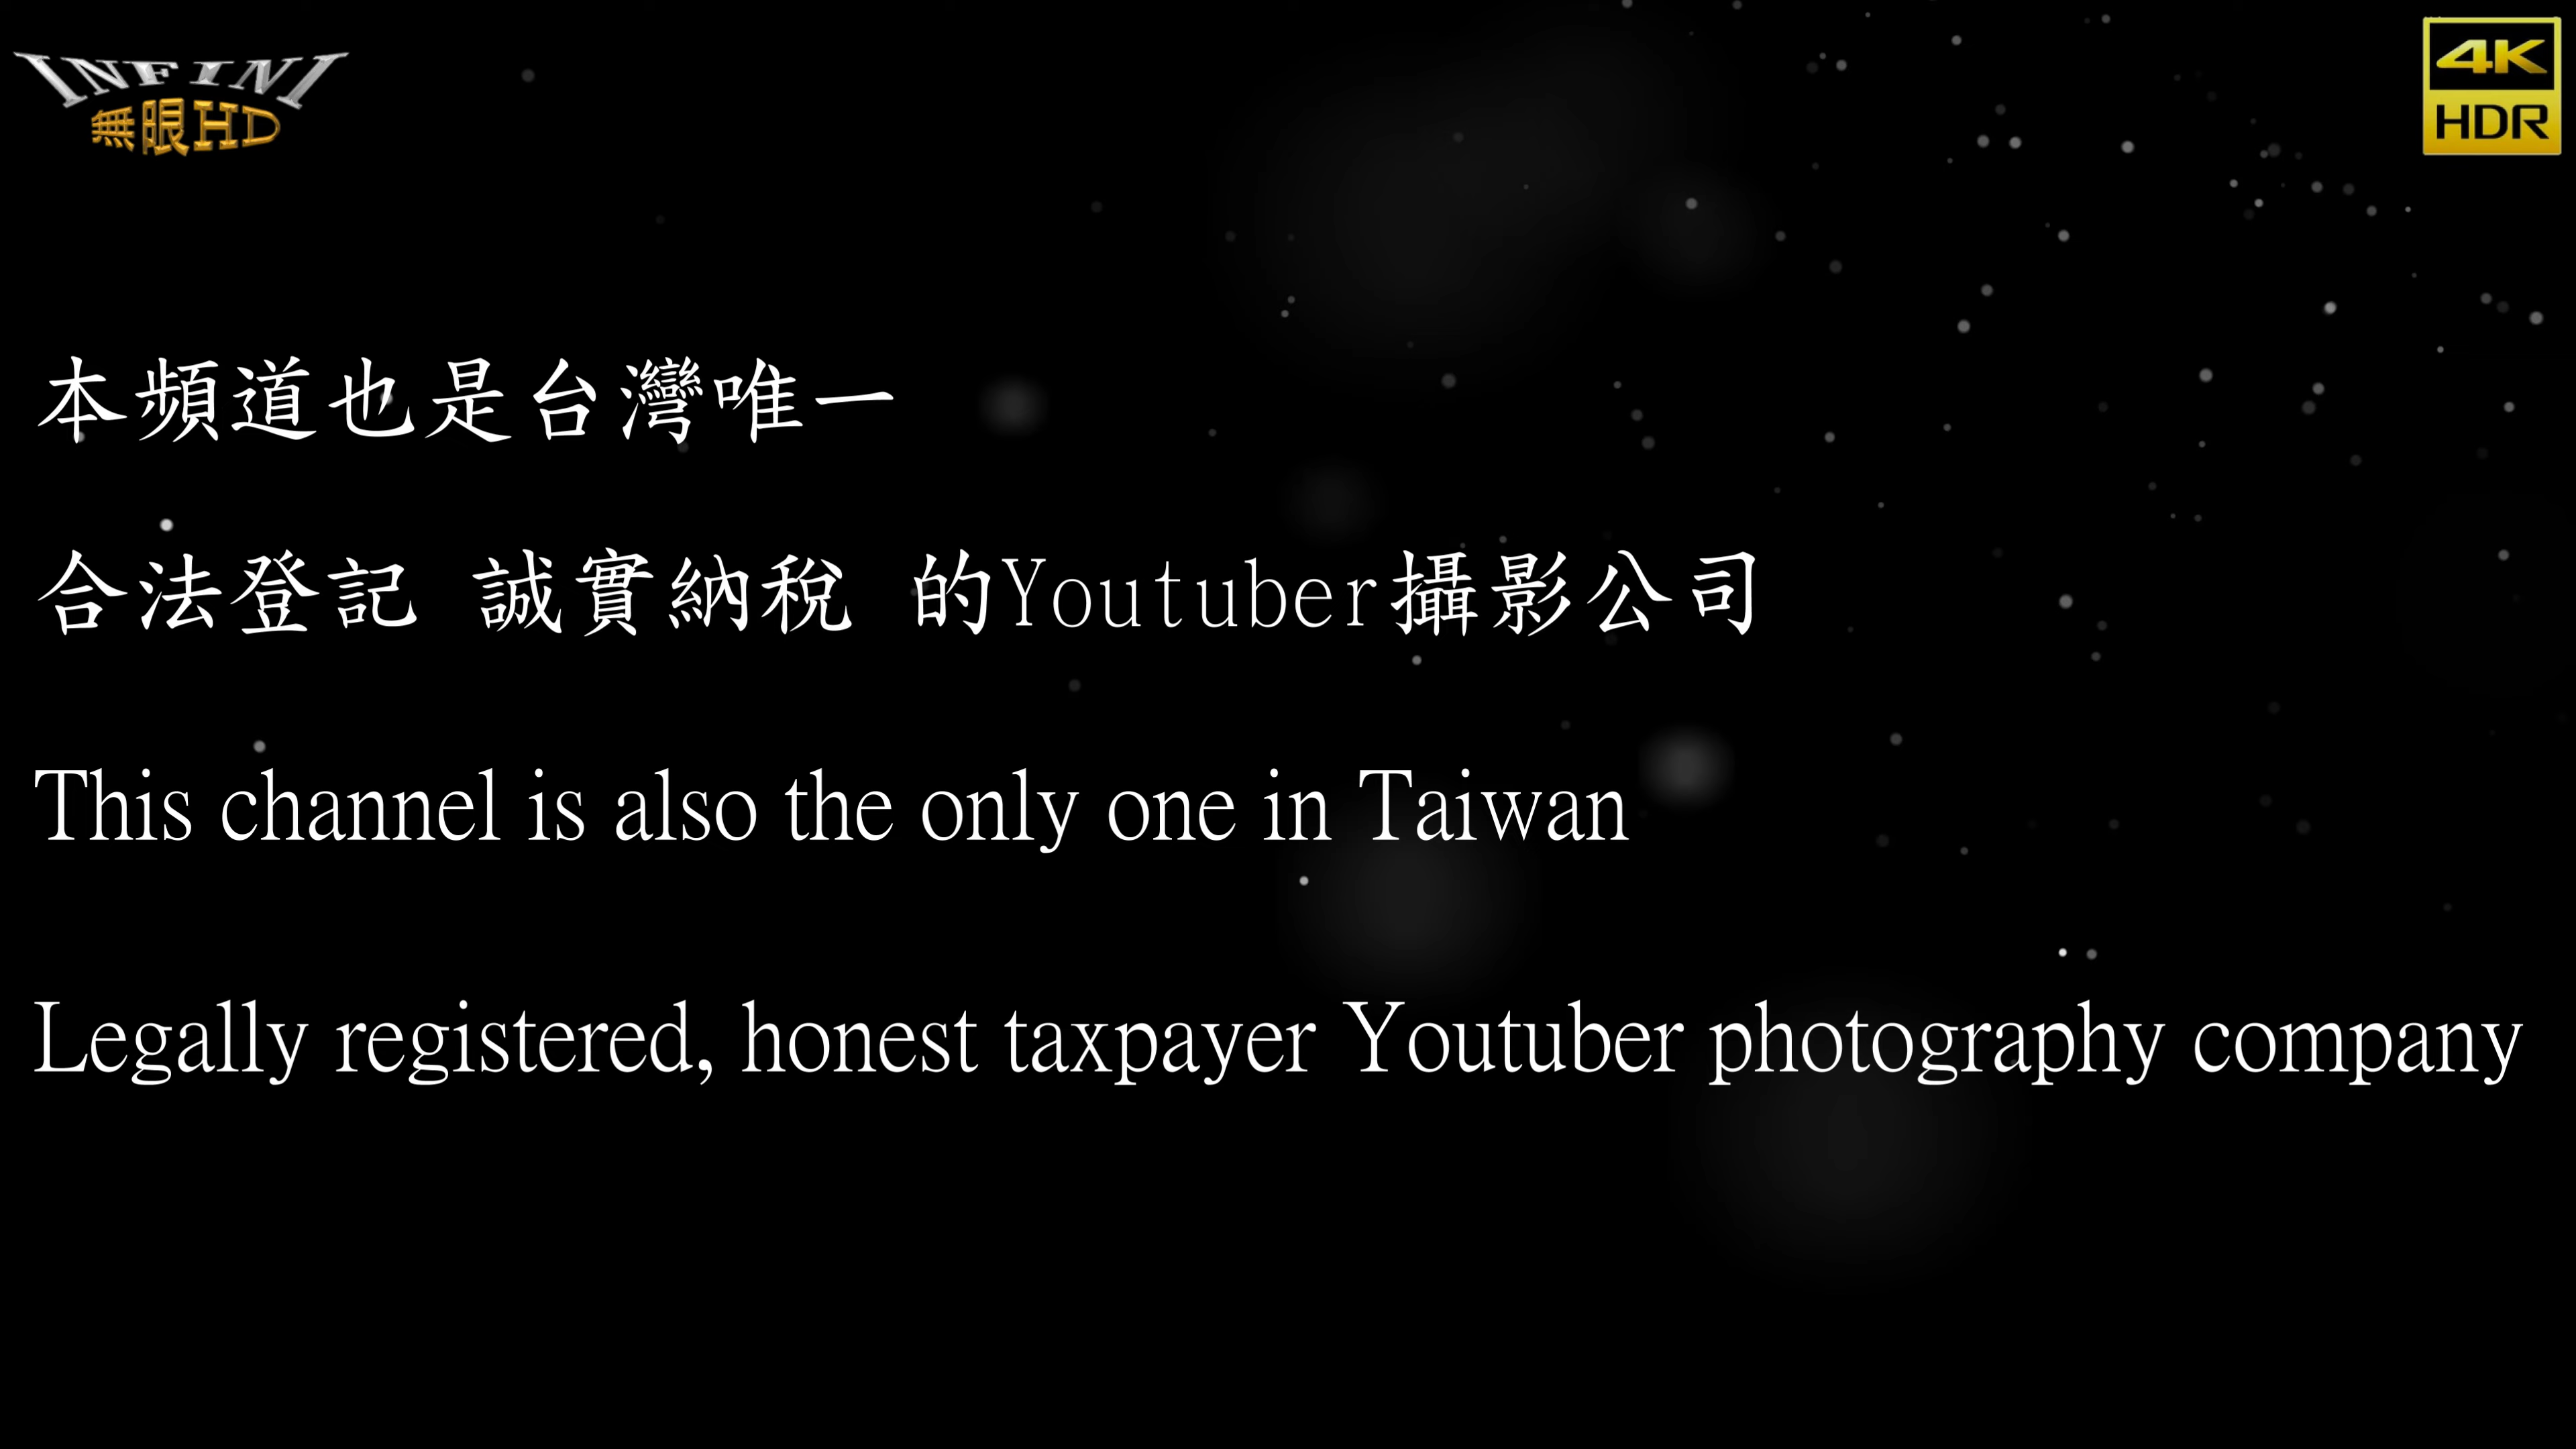 INFINI
無限HD
4K
HDR
本頻道也是台灣唯一
合法登記 誠實納稅 的Youtuber攝影公司
This channel is also the only one in Taiwan
Legally registered, honest taxpayer Youtuber photography company